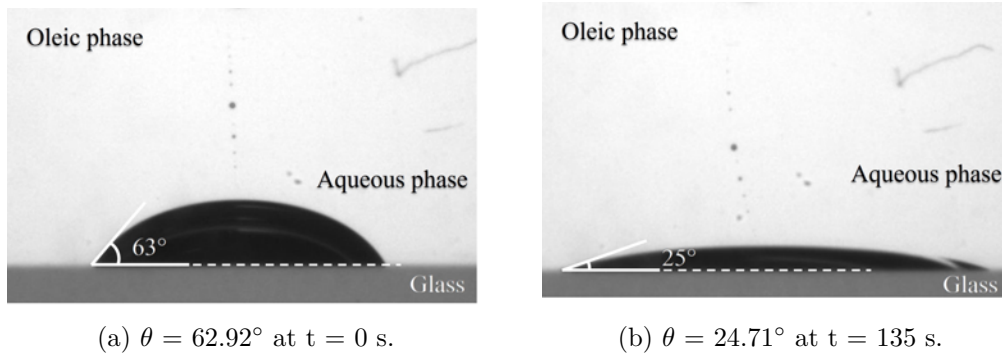 Oleic phase
Aqueous phase
63°
Glass
(a) θ = 62.92° at t = 0 s.
Oleic phase
Aqueous phase
25°
Glass
(b) θ = 24.71° at t = 135 s.